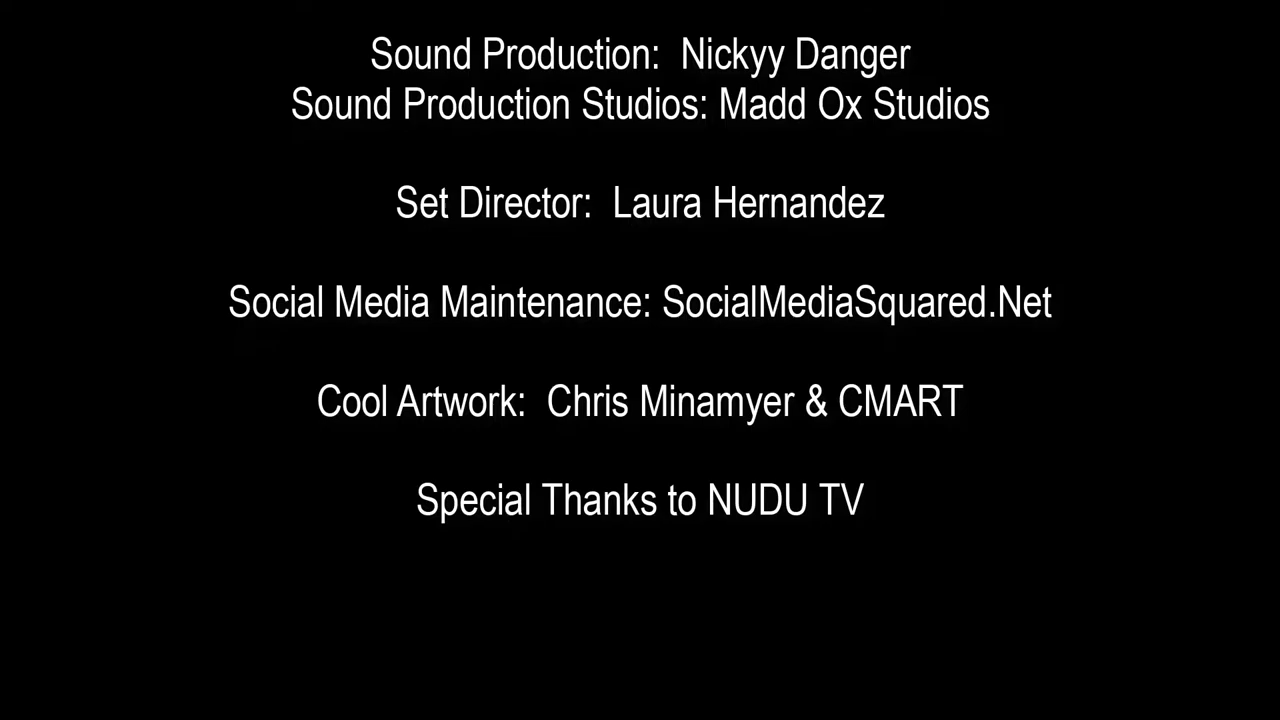 Sound Production:  Nickyy Danger
Sound Production Studios: Madd Ox Studios
Set Director:  Laura Hernandez
Social Media Maintenance: SocialMediaSquared.Net
Cool Artwork:  Chris Minamyer & CMART
Special Thanks to NUDU TV